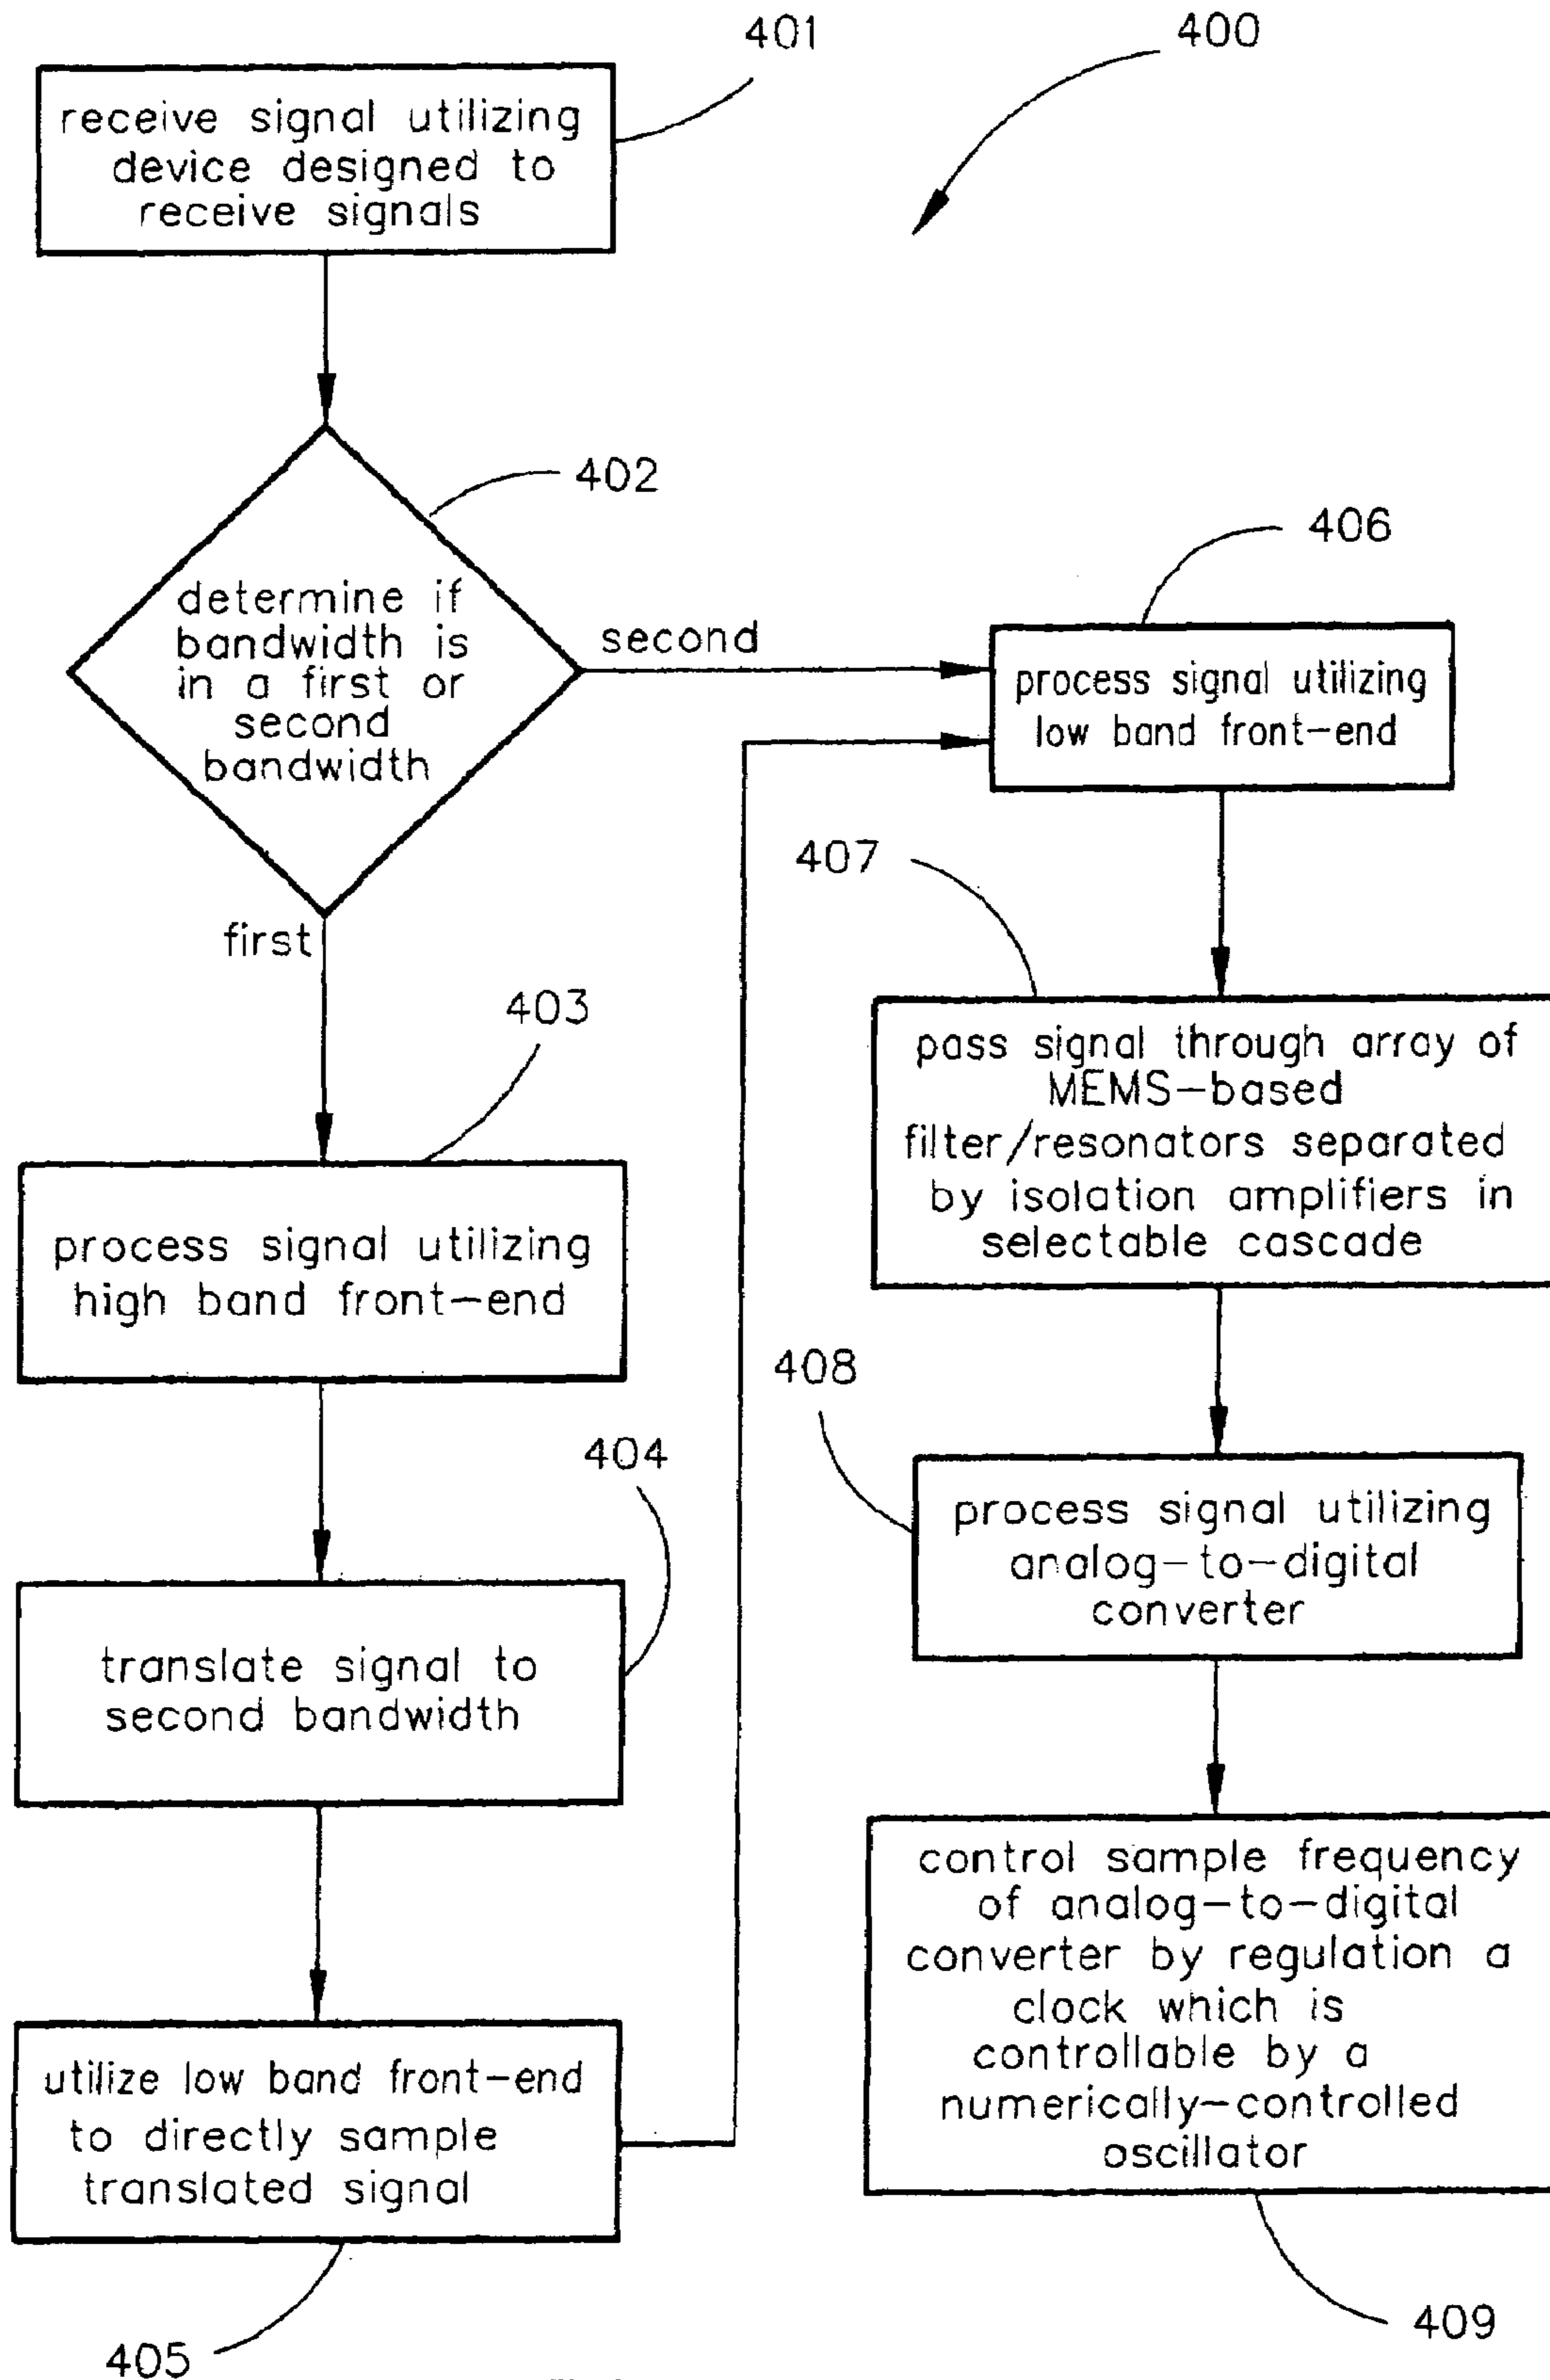 401
400
receive signal utilizing
device designed to
receive signals
402
determine if
bandwidth is
in a first or
second
bandwidth
second
first
406
process signal utilizing
low band front-end
403
process signal utilizing
high band front-end
407
pass signal through array of
MEMS-based
filter/resonators separated
by isolation amplifiers in
selectable cascade
404
translate signal to
second bandwidth
408
process signal utilizing
analog-to-digital
converter
utilize low band front-end
to directly sample
translated signal
405
control sample frequency
of analog-to-digital
converter by regulation a
clock which is
controllable by a
numerically-controlled
oscillator
409